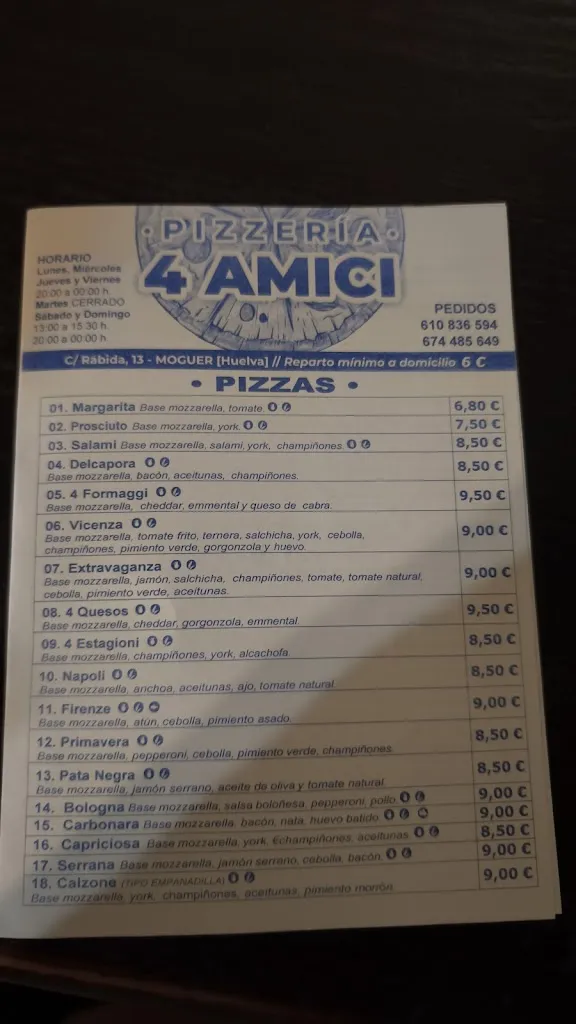 HORARIO
Lunes, Miércoles
Jueves y Viernes
20:00 a 00:00 h.
Martes CERRADO
Sábado y Domingo
13:00 a 15:30 h.
20:00 a 00:00 h.
• PIZZERÍA •
4 AMICI
PEDIDOS
610 836 594
674 485 649
C/ Rábida, 13 - MOGUER [Huelva] // Reparto mínimo a domicilio 6 €
• PIZZAS •
01. Margarita Base mozzarella, tomate. 6,80 €
02. Prosciuto Base mozzarella, york. 7,50 €
03. Salami Base mozzarella, salami, york, champiñones. 8,50 €
04. Delcapora 8,50 €
Base mozzarella, bacón, aceitunas, champiñones.
05. 4 Formaggi 9,50 €
Base mozzarella, cheddar, emmental y queso de cabra.
06. Vicenza 9,00 €
Base mozzarella, tomate frito, ternera, salchicha, york, cebolla,
champiñones, pimiento verde, gorgonzola y huevo.
07. Extravaganza 9,00 €
Base mozzarella, jamón, salchicha, champiñones, tomate, tomate natural,
cebolla, pimiento verde, aceitunas.
08. 4 Quesos 9,50 €
Base mozzarella, cheddar, gorgonzola, emmental.
09. 4 Estagioni 8,50 €
Base mozzarella, champiñones, york, alcachofa.
10. Napoli 8,50 €
Base mozzarella, anchoa, aceitunas, ajo, tomate natural.
11. Firenze 9,00 €
Base mozzarella, atún, cebolla, pimiento asado.
12. Primavera 8,50 €
Base mozzarella, pepperoni, cebolla, pimiento verde, champiñones.
13. Pata Negra 8,50 €
Base mozzarella, jamón serrano, aceite de oliva y tomate natural.
14. Bologna Base mozzarella, salsa boloñesa, pepperoni, pollo 9,00 €
15. Carbonara Base mozzarella, bacón, nata, huevo batido 9,00 €
16. Capriciosa Base mozzarella, york, 6champiñones, aceitunas 8,50 €
17. Serrana Base mozzarella, jamón serrano, cebolla, bacón. 9,00 €
18. Calzone (TIPO EMPANADILLA) 9,00 €
Base mozzarella, york, champiñones, aceitunas, pimiento morrón.